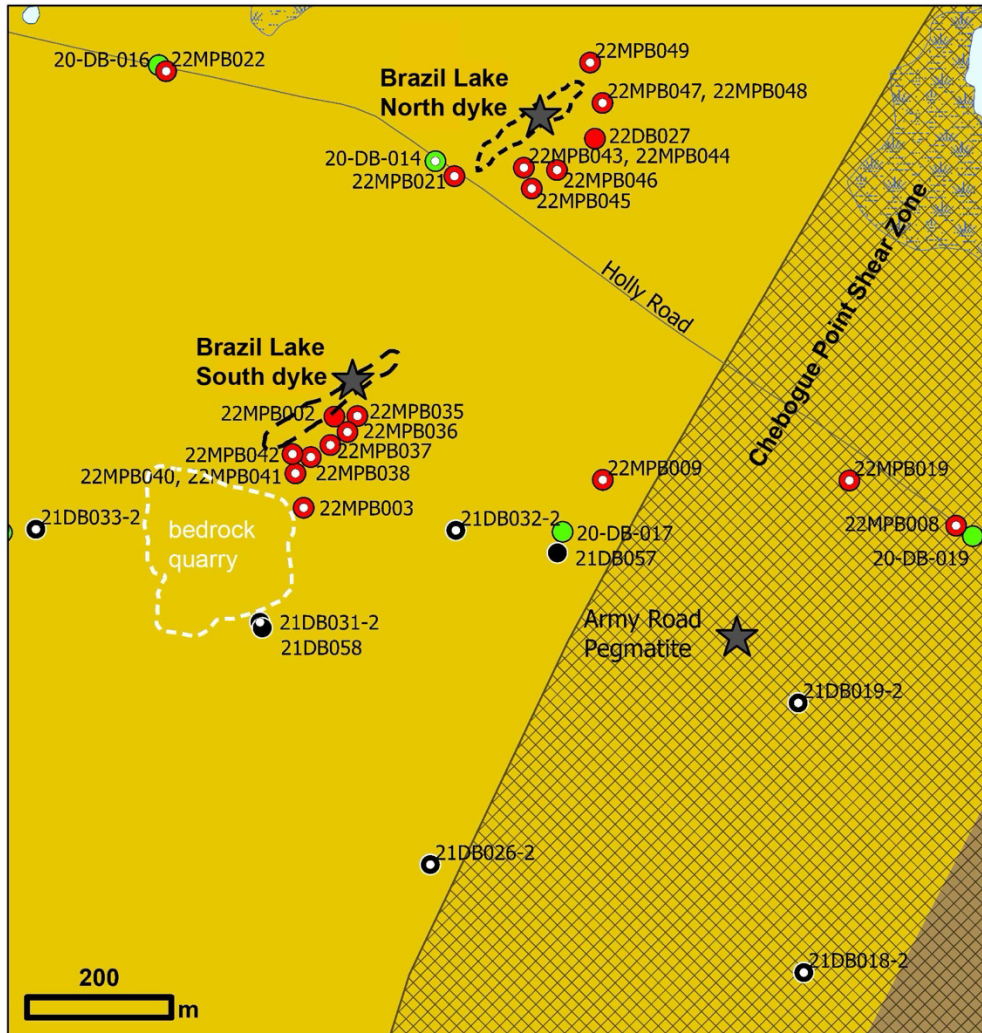 22MPB049
20-DB-016
22MPB022
Brazil Lake
North dyke
22MPB047, 22MPB048
22DB027
20-DB-014
22MPB043, 22MPB044
22MPB021
22MPB046
22MPB045
Chebogue Point Shear Zone
Holly Road
Brazil Lake
South dyke
22MPB002
22MPB035
22MPB036
22MPB037
22MPB042
22MPB038
22MPB040, 22MPB041
22MPB009
22MPB019
22MPB003
21DB033-2
21DB032-2
22MPB008
bedrock
quarry
20-DB-017
21DB057
20-DB-019
21DB031-2
21DB058
Army Road
Pegmatite
21DB019-2
21DB026-2
21DB018-2
200
m